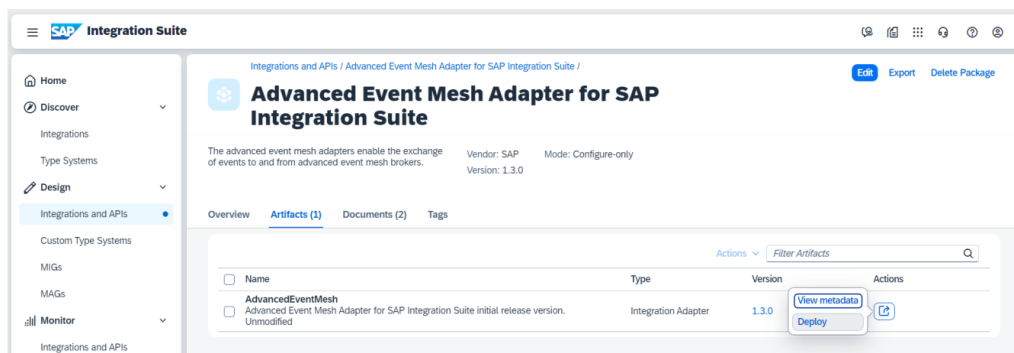 SAP Integration Suite
Home
Discover
Integrations
Type Systems
Design
Integrations and APIs
Custom Type Systems
MIGs
MAGs
Monitor
Integrations and APIs
Integrations and APIs / Advanced Event Mesh Adapter for SAP Integration Suite /
Edit Export Delete Package
Advanced Event Mesh Adapter for SAP
Integration Suite
The advanced event mesh adapters enable the exchange
of events to and from advanced event mesh brokers.
Vendor: SAP Mode: Configure-only
Version: 1.3.0
Overview Artifacts (1) Documents (2) Tags
Actions Filter Artifacts
Name Type Version Actions
AdvancedEventMesh
Advanced Event Mesh Adapter for SAP Integration Suite initial release version.
Unmodified
Integration Adapter 1.3.0
View metadata
Deploy